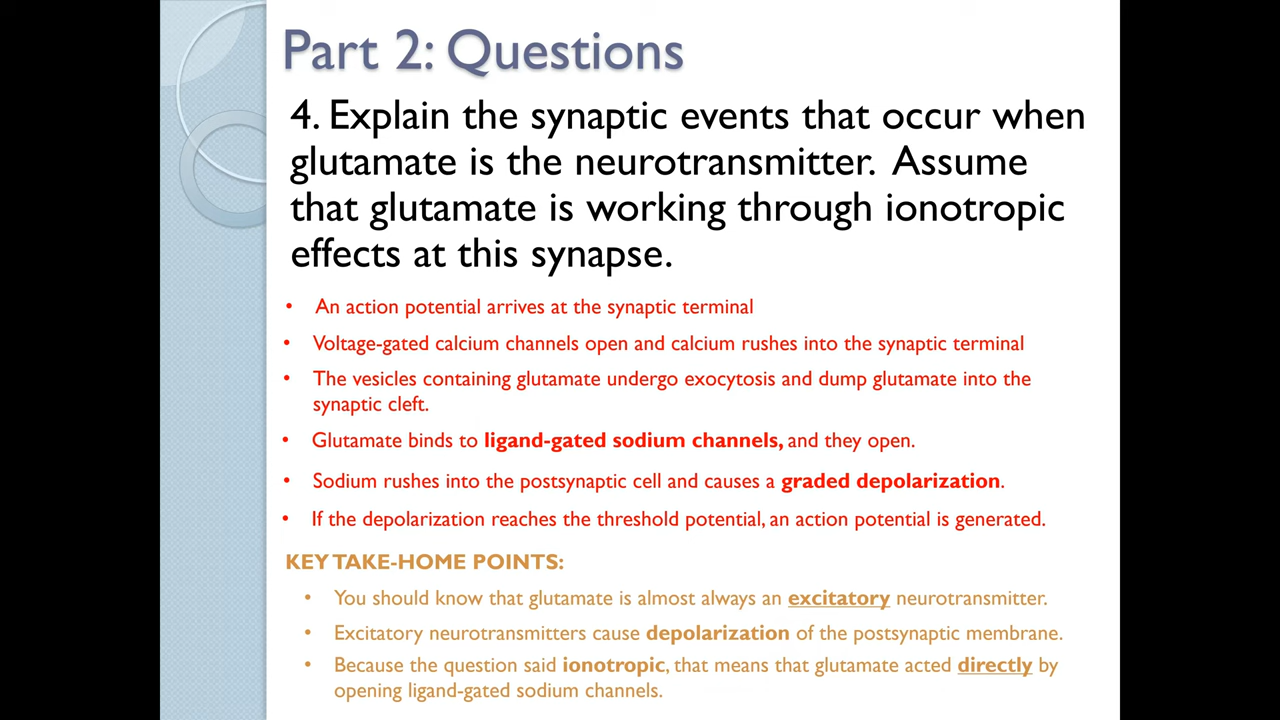 Part 2: Questions
4. Explain the synaptic events that occur when
glutamate is the neurotransmitter.  Assume
that glutamate is working through ionotropic
effects at this synapse.
• An action potential arrives at the synaptic terminal
• Voltage-gated calcium channels open and calcium rushes into the synaptic terminal
• The vesicles containing glutamate undergo exocytosis and dump glutamate into the
synaptic cleft.
• Glutamate binds to ligand-gated sodium channels, and they open.
• Sodium rushes into the postsynaptic cell and causes a graded depolarization.
• If the depolarization reaches the threshold potential, an action potential is generated.
KEY TAKE-HOME POINTS:
• You should know that glutamate is almost always an excitatory neurotransmitter.
• Excitatory neurotransmitters cause depolarization of the postsynaptic membrane.
• Because the question said ionotropic, that means that glutamate acted directly by
opening ligand-gated sodium channels.